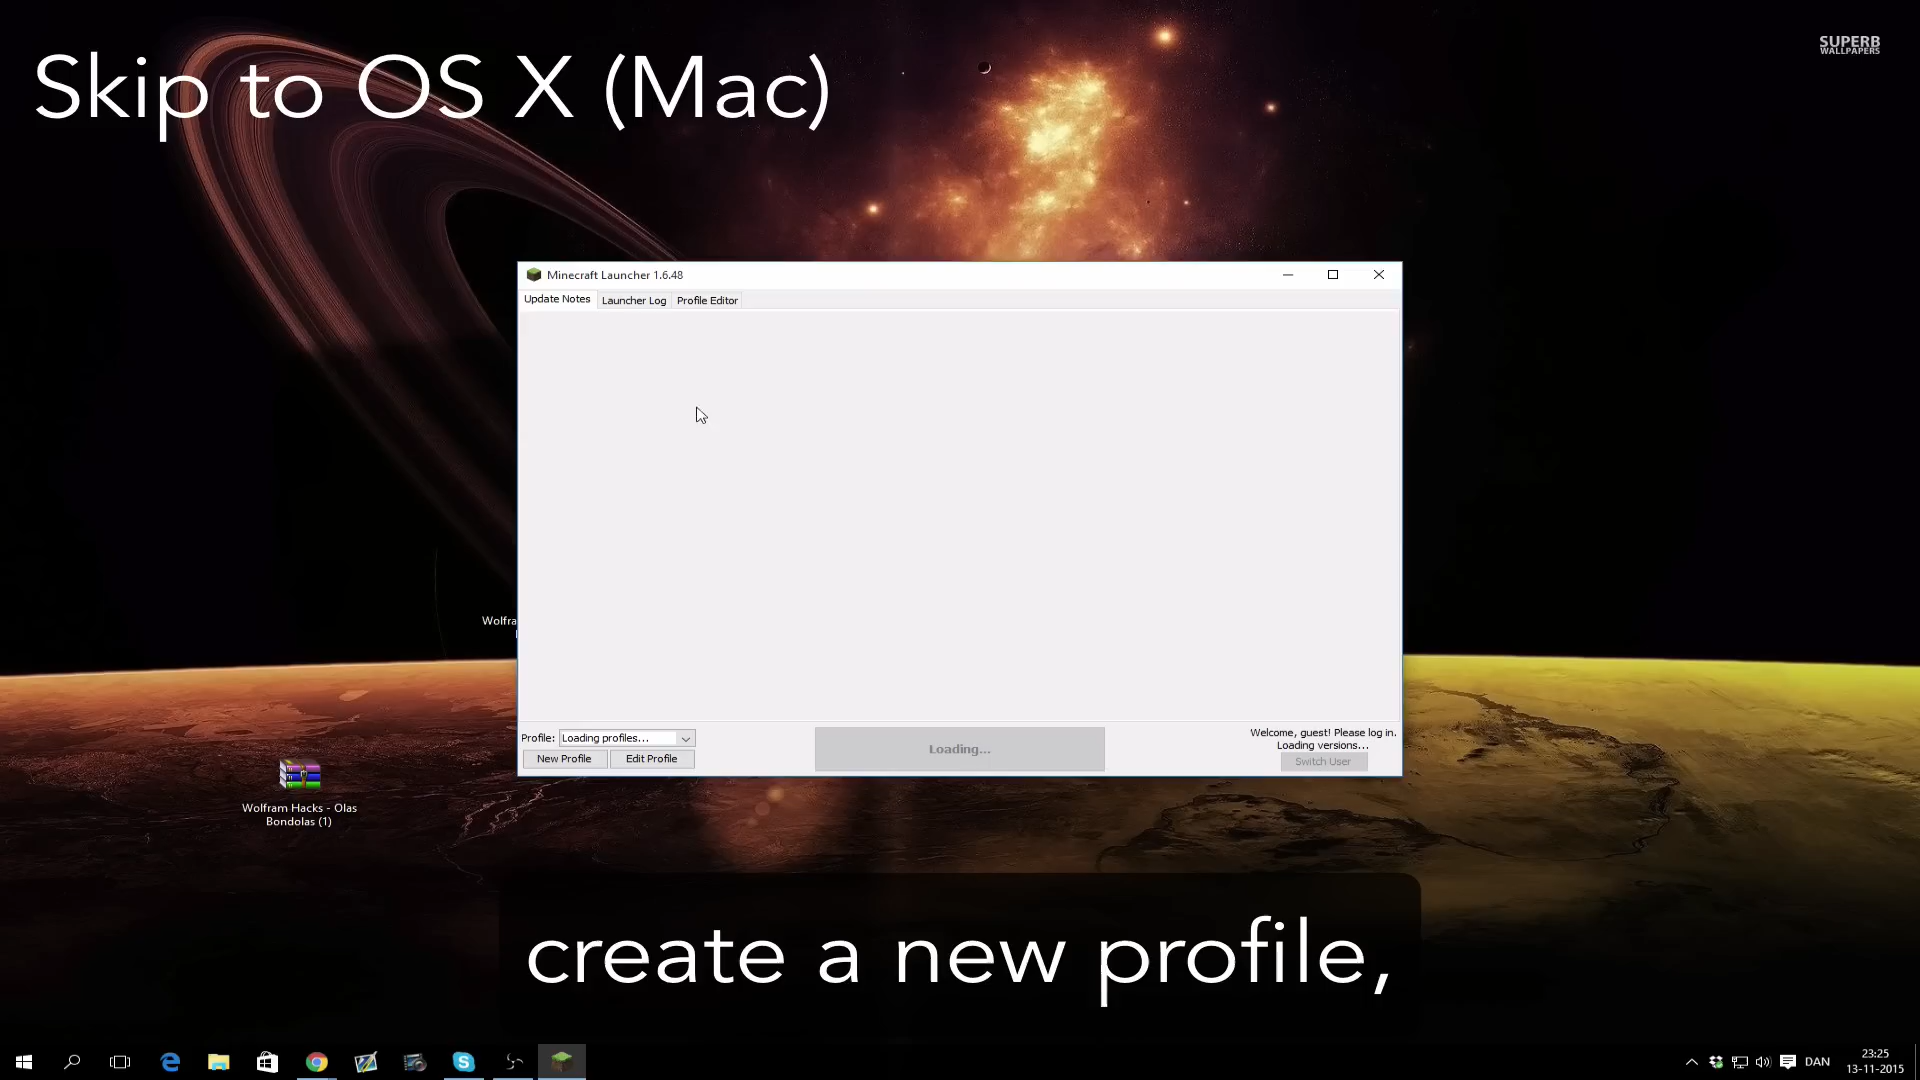 Skip to OS X (Mac)
SUPERB
WALLPAPERS
Minecraft Launcher 1.6.48
Update Notes
Launcher Log
Profile Editor
Wolfra
Profile:
Loading profiles...
New Profile
Edit Profile
Loading...
Welcome, guest! Please log in.
Loading versions...
Switch User
Wolfram Hacks - Olas
Bondolas (1)
create a new profile,
DAN
23:25
13-11-2015